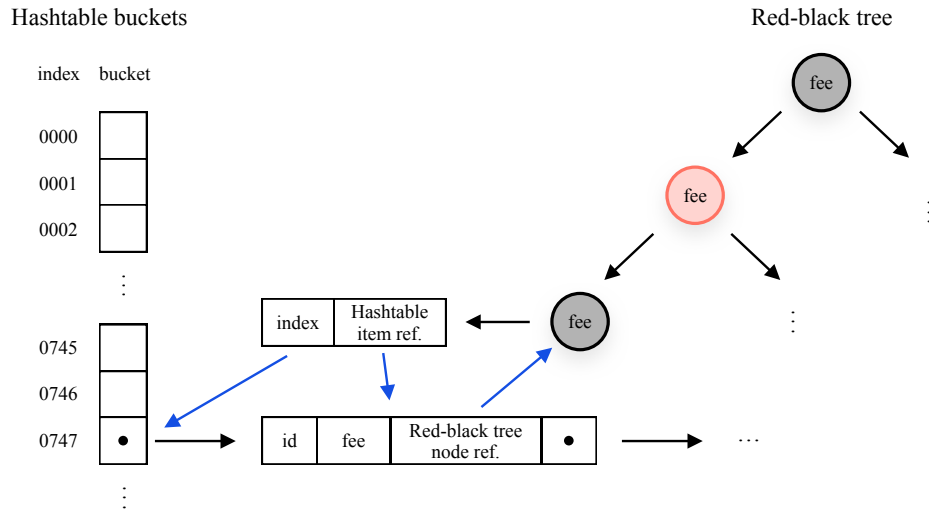 Hashtable buckets
Red-black tree
index bucket
fee
0000
0001
fee
0002
⋮
⋮
index
Hashtable
item ref.
fee
⋮
0745
0746
0747
•
id
fee
Red-black tree
node ref.
•
...
⋮